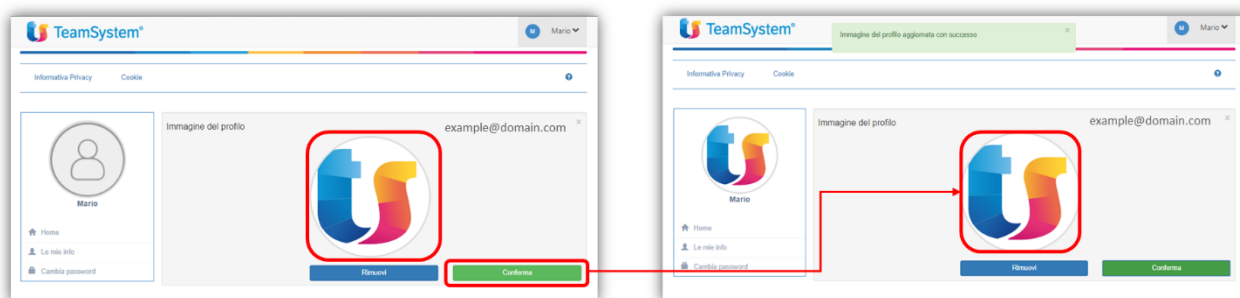 TeamSystem®
M Mario
Informativa Privacy Cookie
?
Immagine del profilo
example@domain.com ×
Mario
Home
Le mie info
Cambia password
Rimuovi
Conferma
TeamSystem®
Immagine del profilo aggiornata con successo ×
M Mario
Informativa Privacy Cookie
?
Immagine del profilo
example@domain.com ×
Mario
Home
Le mie info
Cambia password
Rimuovi
Conferma